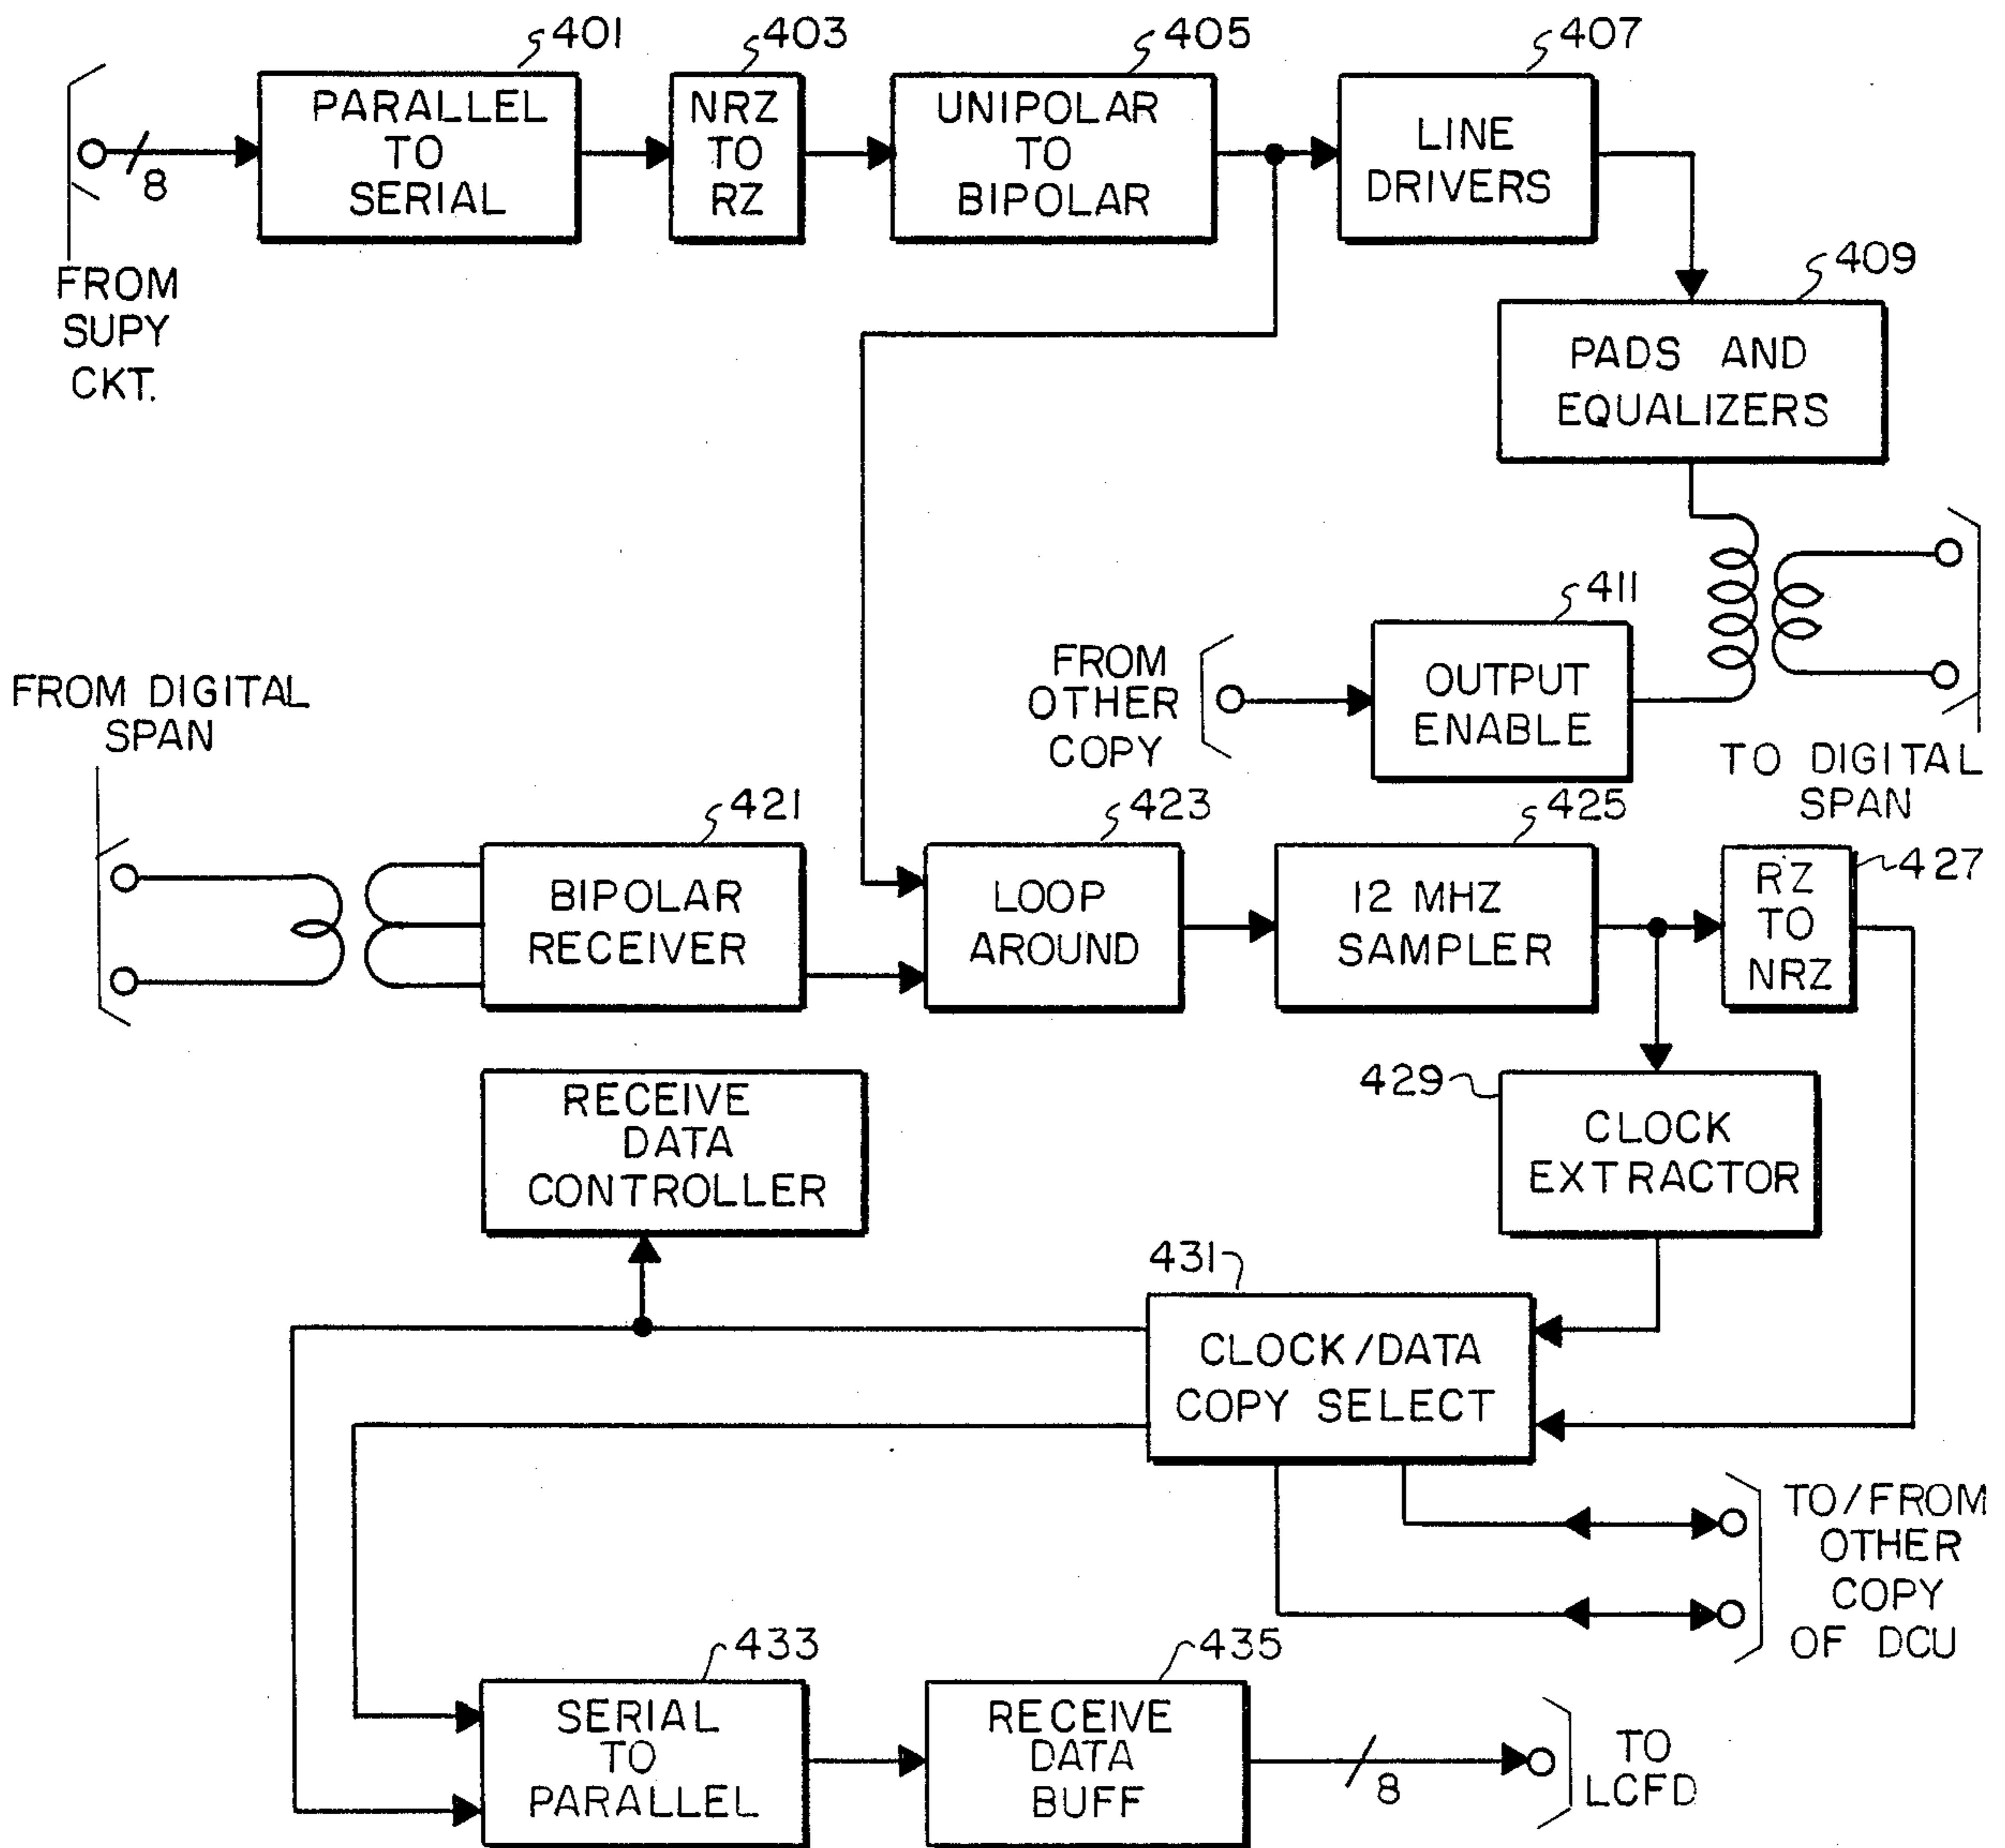 401
PARALLEL
TO
SERIAL
403
NRZ
TO
RZ
405
UNIPOLAR
TO
BIPOLAR
407
LINE
DRIVERS
8
FROM
SUPY
CKT.
409
PADS AND
EQUALIZERS
411
OUTPUT
ENABLE
FROM
OTHER
COPY
TO DIGITAL
SPAN
FROM DIGITAL
SPAN
421
BIPOLAR
RECEIVER
423
LOOP
AROUND
425
12 MHZ
SAMPLER
427
RZ
TO
NRZ
429
CLOCK
EXTRACTOR
RECEIVE
DATA
CONTROLLER
431
CLOCK/DATA
COPY SELECT
TO/FROM
OTHER
COPY
OF DCU
433
SERIAL
TO
PARALLEL
435
RECEIVE
DATA
BUFF
8
TO
LCFD